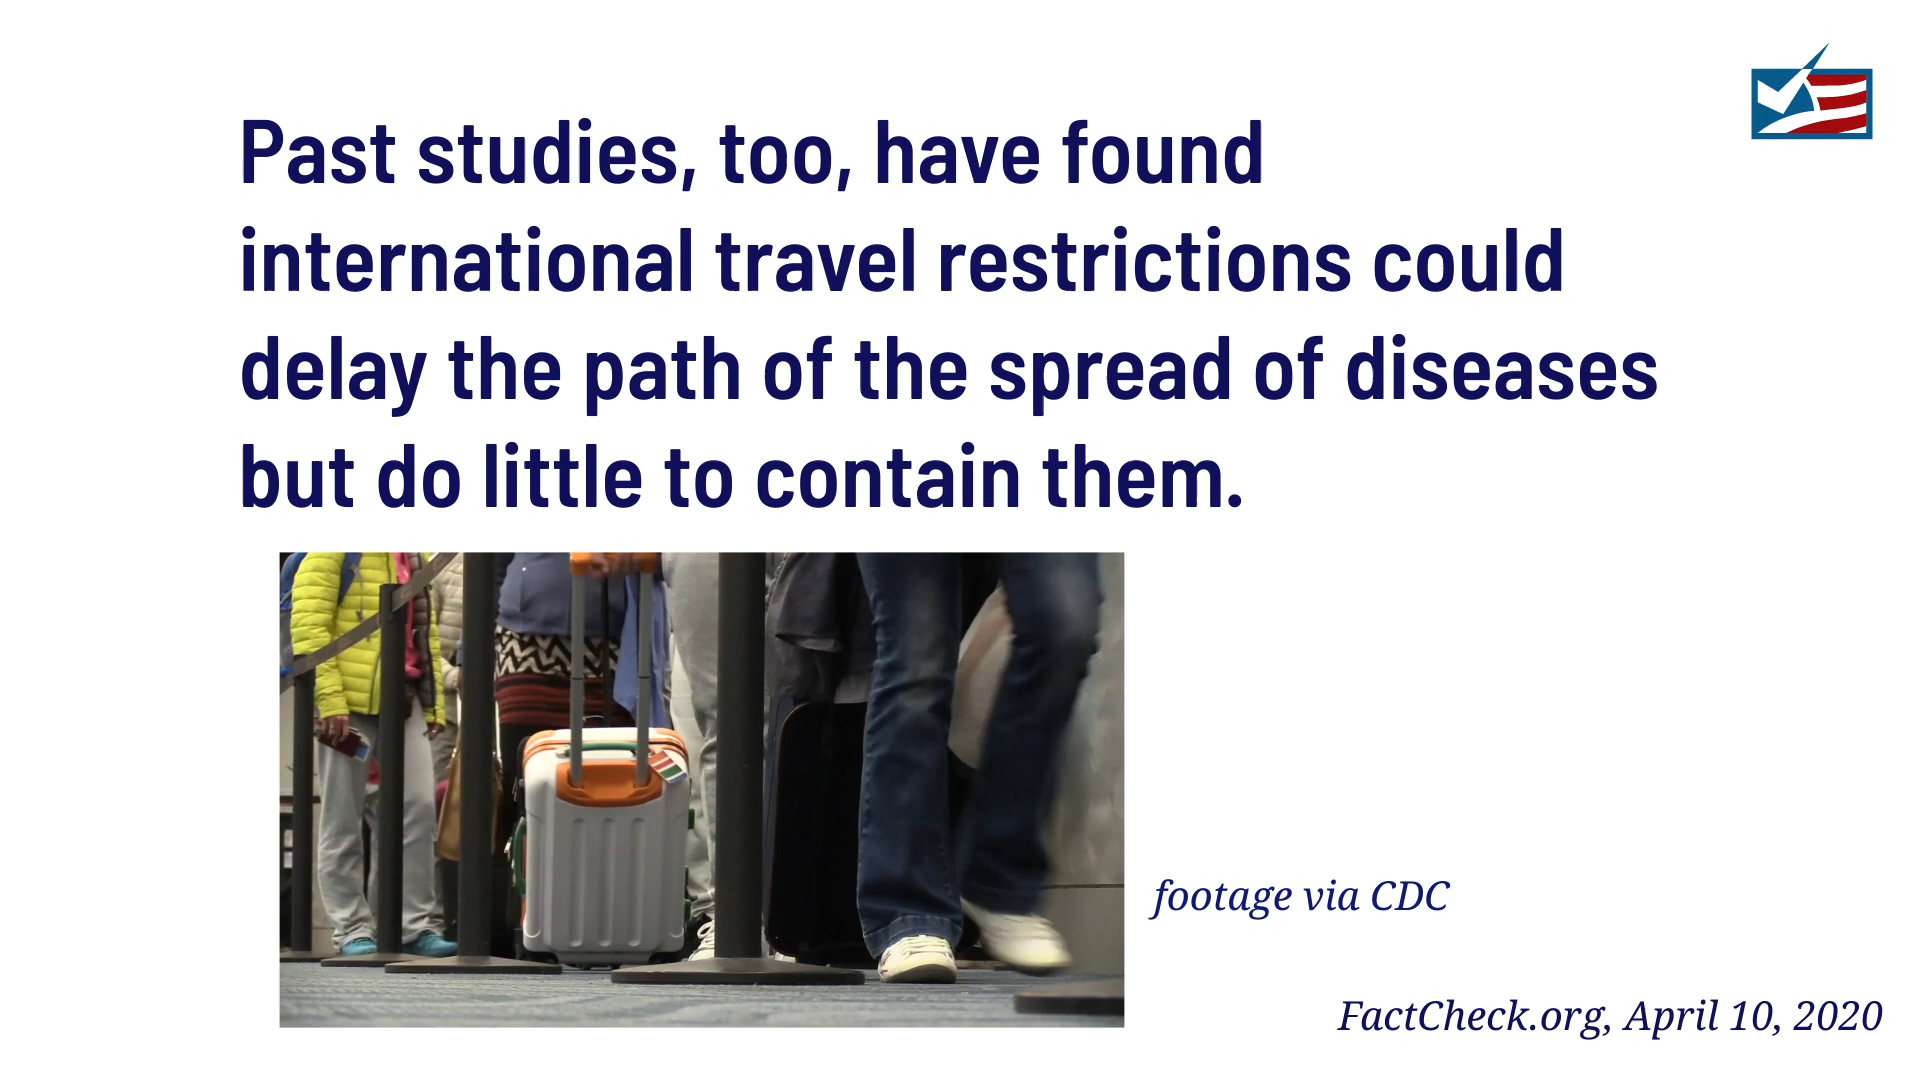 Past studies, too, have found
international travel restrictions could
delay the path of the spread of diseases
but do little to contain them.
footage via CDC
FactCheck.org, April 10, 2020